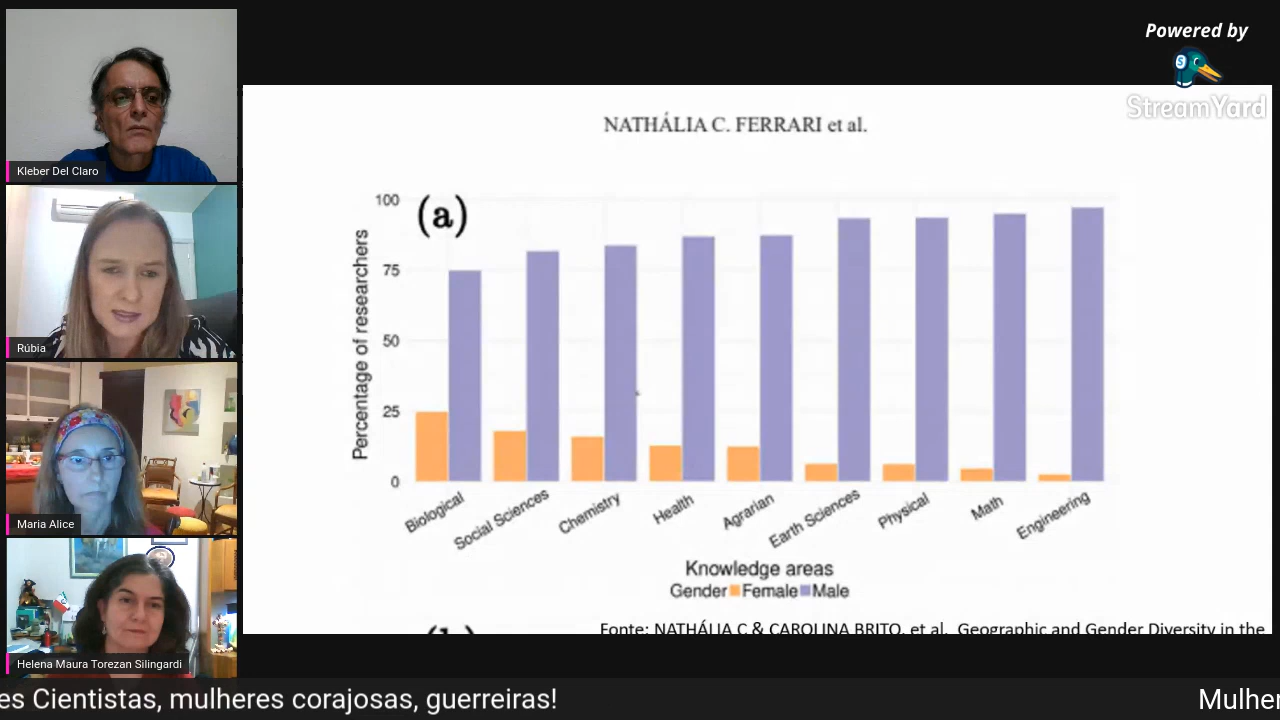 Powered by
StreamYard
Kleber Del Claro
Rúbia
Maria Alice
Helena Maura Torezan Silingardi
NATHÁLIA C. FERRARI et al.
(a)
Percentage of researchers
100
75
50
25
0
Biological
Social Sciences
Chemistry
Health
Agrarian
Earth Sciences
Physical
Math
Engineering
Knowledge areas
Gender Female Male
Fonte: NATHÁLIA C & CAROLINA BRITO, et al. Geographic and Gender Diversity in the
es Cientistas, mulheres corajosas, guerreiras! Mulher